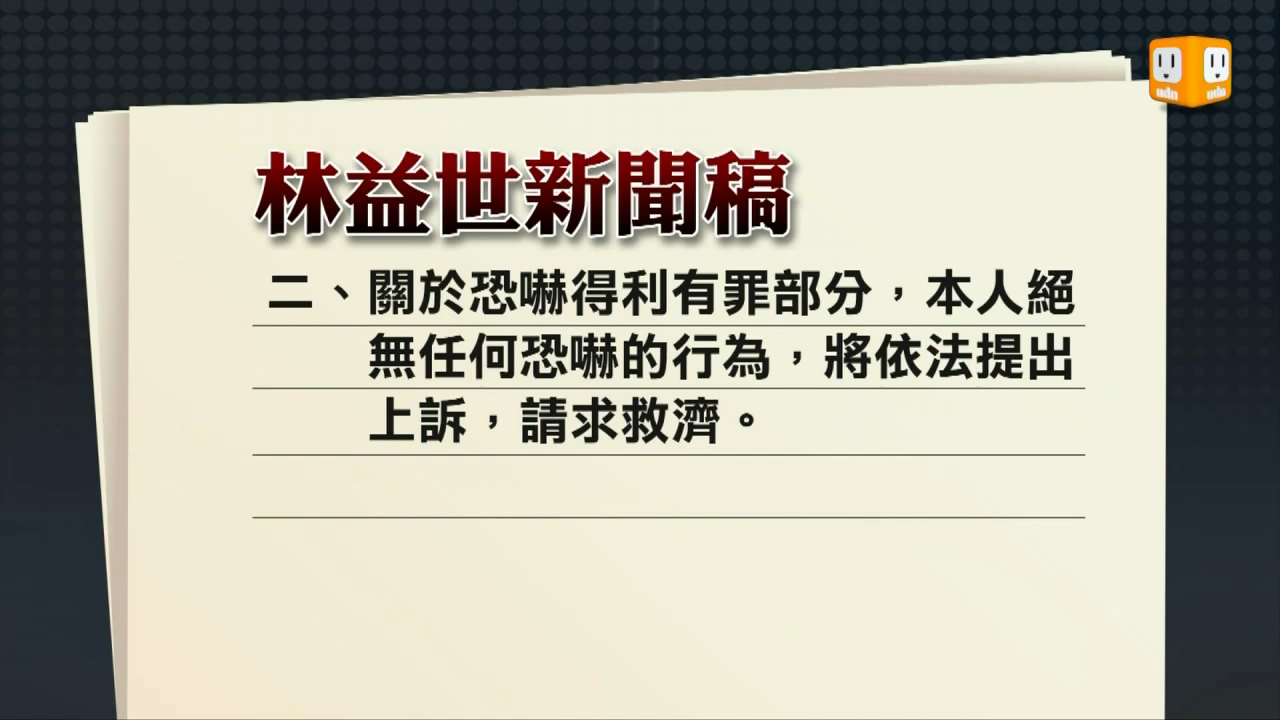 林益世新聞稿
二、關於恐嚇得利有罪部分，本人絕
無任何恐嚇的行為，將依法提出
上訴，請求救濟。
udn udn